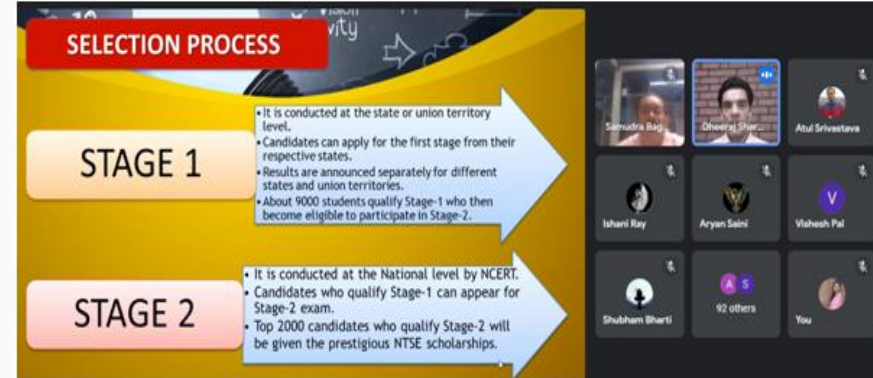 vity
SELECTION PROCESS
STAGE 1
• It is conducted at the state or union territory
level.
• Candidates can apply for the first stage from their
respective states.
• Results are announced separately for different
states and union territories.
• About 9000 students qualify Stage-1 who then
become eligible to participate in Stage-2.
STAGE 2
• It is conducted at the National level by NCERT.
• Candidates who qualify Stage-1 can appear for
Stage-2 exam.
• Top 2000 candidates who qualify Stage-2 will
be given the prestigious NTSE scholarships.
Samudra Bag...
Dheeraj Shar...
Atul Srivastava
Ishani Ray
Aryan Saini
V
Vishesh Pal
Shubham Bharti
A S
92 others
You